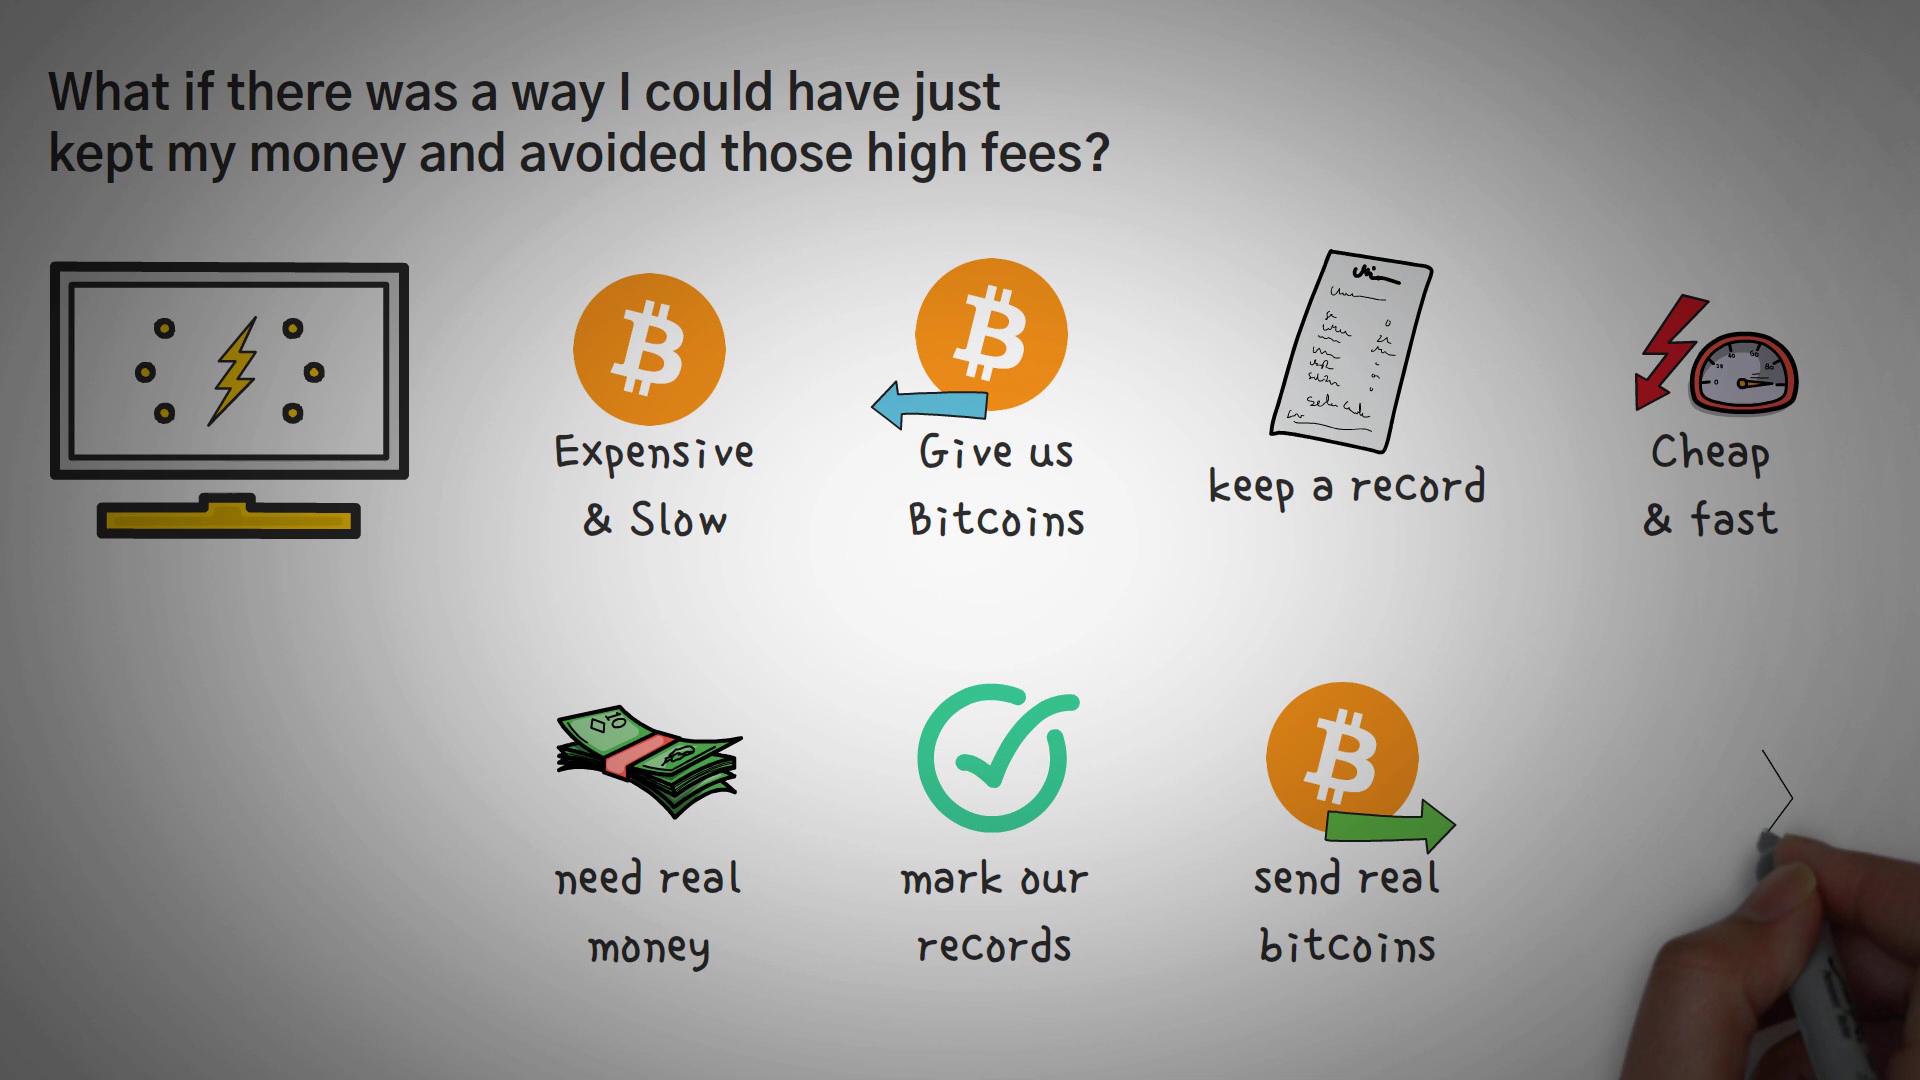 What if there was a way I could have just
kept my money and avoided those high fees?
Expensive
& Slow
Give us
Bitcoins
keep a record
Cheap
& fast
need real
money
mark our
records
send real
bitcoins